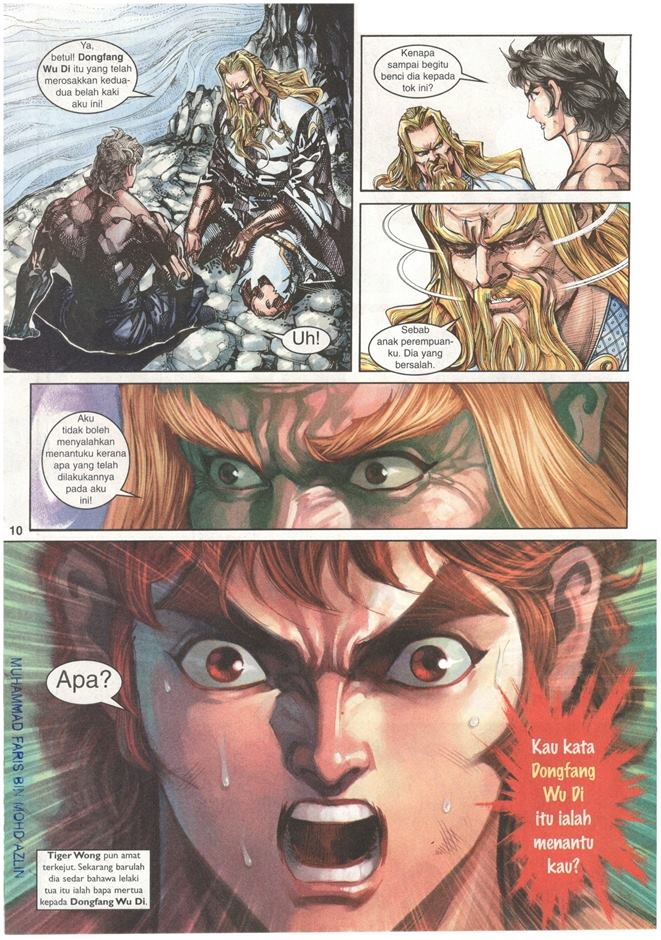 Ya,
betul! Dongfang
Wu Di itu yang telah
merosakkan kedua-
dua belah kaki
aku ini!
Uh!
Kenapa
sampai begitu
benci dia kepada
tok ini?
Sebab
anak perempuan-
ku. Dia yang
bersalah.
Aku
tidak boleh
menyalahkan
menantuku kerana
apa yang telah
dilakukannya
pada aku
ini!
10
Apa?
Kau kata
Dongfang
Wu Di
itu ialah
menantu
kau?
Tiger Wong pun amat
terkejut. Sekarang barulah
dia sedar bahawa lelaki
tua itu ialah bapa mertua
kepada Dongfang Wu Di.
MUHAMMAD FARIS BIN MOHD AZLIN